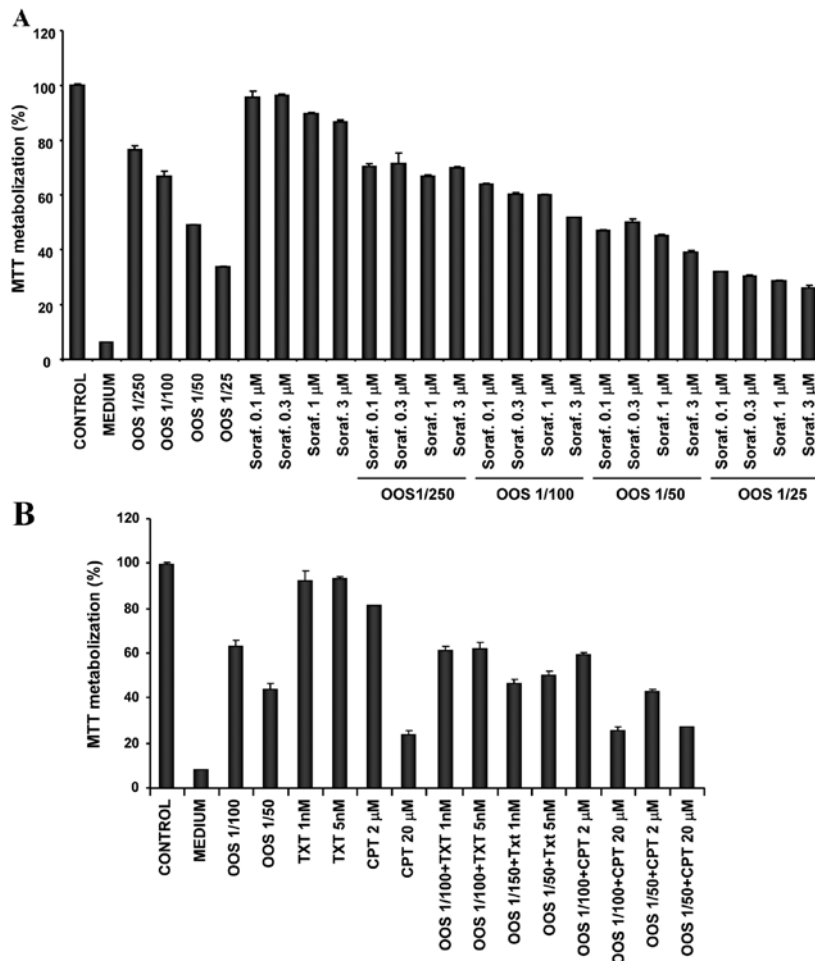 A
MTT metabolization (%)
120
100
80
60
40
20
0
CONTROL
MEDIUM
OOS 1/250
OOS 1/100
OOS 1/50
OOS 1/25
Soraf. 0.1 µM
Soraf. 0.3 µM
Soraf. 1 µM
Soraf. 3 µM
Soraf. 0.1 µM
Soraf. 0.3 µM
Soraf. 1 µM
Soraf. 3 µM
Soraf. 0.1 µM
Soraf. 0.3 µM
Soraf. 1 µM
Soraf. 3 µM
Soraf. 0.1 µM
Soraf. 0.3 µM
Soraf. 1 µM
Soraf. 3 µM
Soraf. 0.1 µM
Soraf. 0.3 µM
Soraf. 1 µM
Soraf. 3 µM
OOS1/250
OOS 1/100
OOS 1/50
OOS 1/25
B
MTT metabolization (%)
120
100
80
60
40
20
0
CONTROL
MEDIUM
OOS 1/100
OOS 1/50
TXT 1nM
TXT 5nM
CPT 2 µM
CPT 20 µM
OOS 1/100+TXT 1nM
OOS 1/100+TXT 5nM
OOS 1/150+Txt 1nM
OOS 1/50+Txt 5nM
OOS 1/100+CPT 2 µM
OOS 1/100+CPT 20 µM
OOS 1/50+CPT 2 µM
OOS 1/50+CPT 20 µM